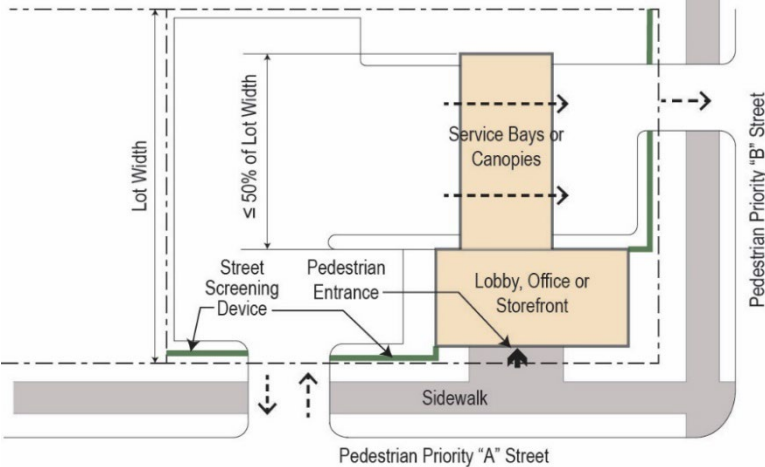 Lot Width
≤ 50% of Lot Width
Service Bays or
Canopies
Pedestrian Priority "B" Street
Street
Screening
Device
Pedestrian
Entrance
Lobby, Office or
Storefront
Sidewalk
Pedestrian Priority "A" Street